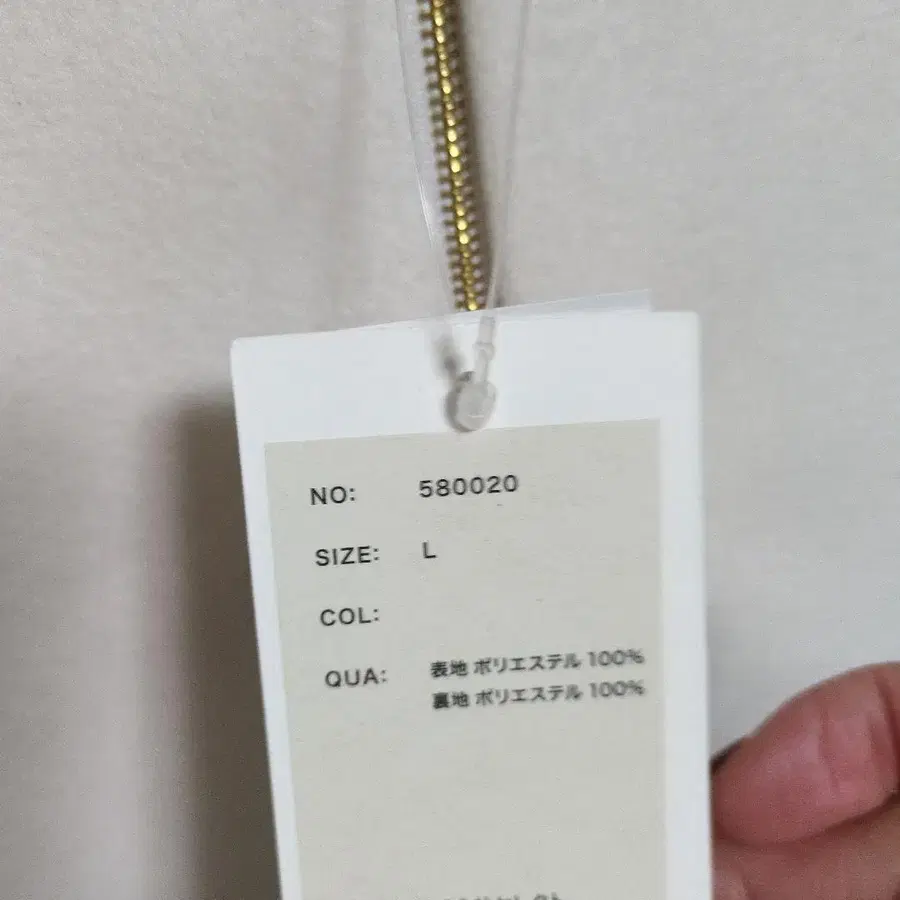 NO: 580020
SIZE: L
COL:
QUA: 表地 ポリエステル 100%
裏地 ポリエステル 100%